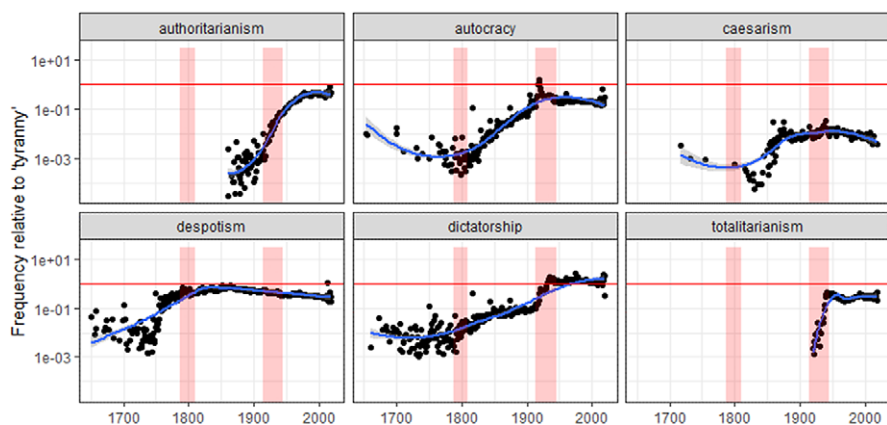 authoritarianism autocracy caesarism
1e+01
1e-01
1e-03
despotism dictatorship totalitarianism
1e+01
1e-01
1e-03
1700 1800 1900 2000 1700 1800 1900 2000 1700 1800 1900 2000
Frequency relative to 'tyranny'